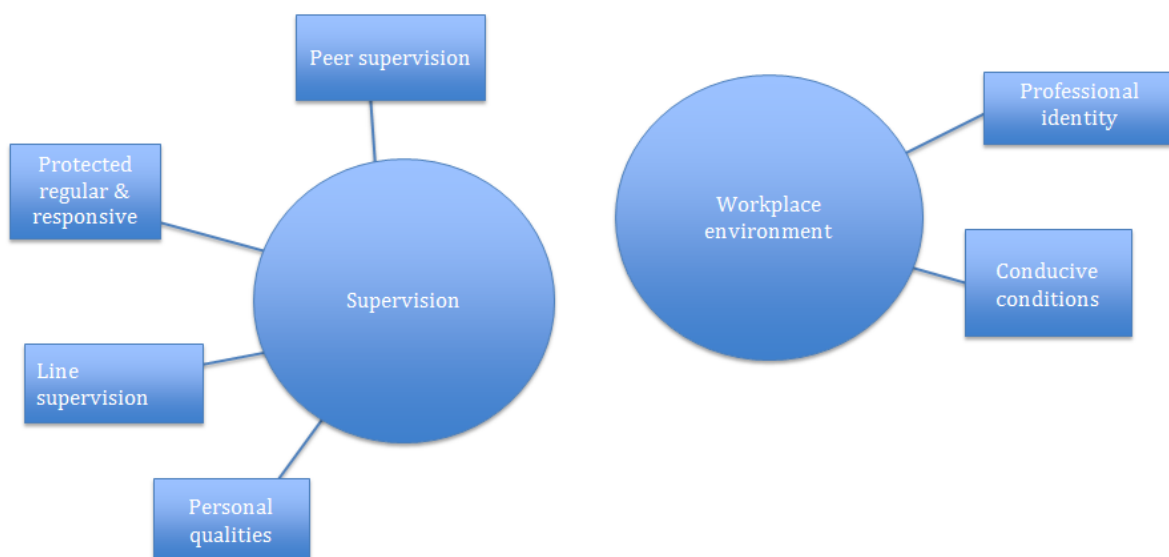 Peer supervision
Protected
regular &
responsive
Supervision
Line
supervision
Personal
qualities
Workplace
environment
Professional
identity
Conducive
conditions